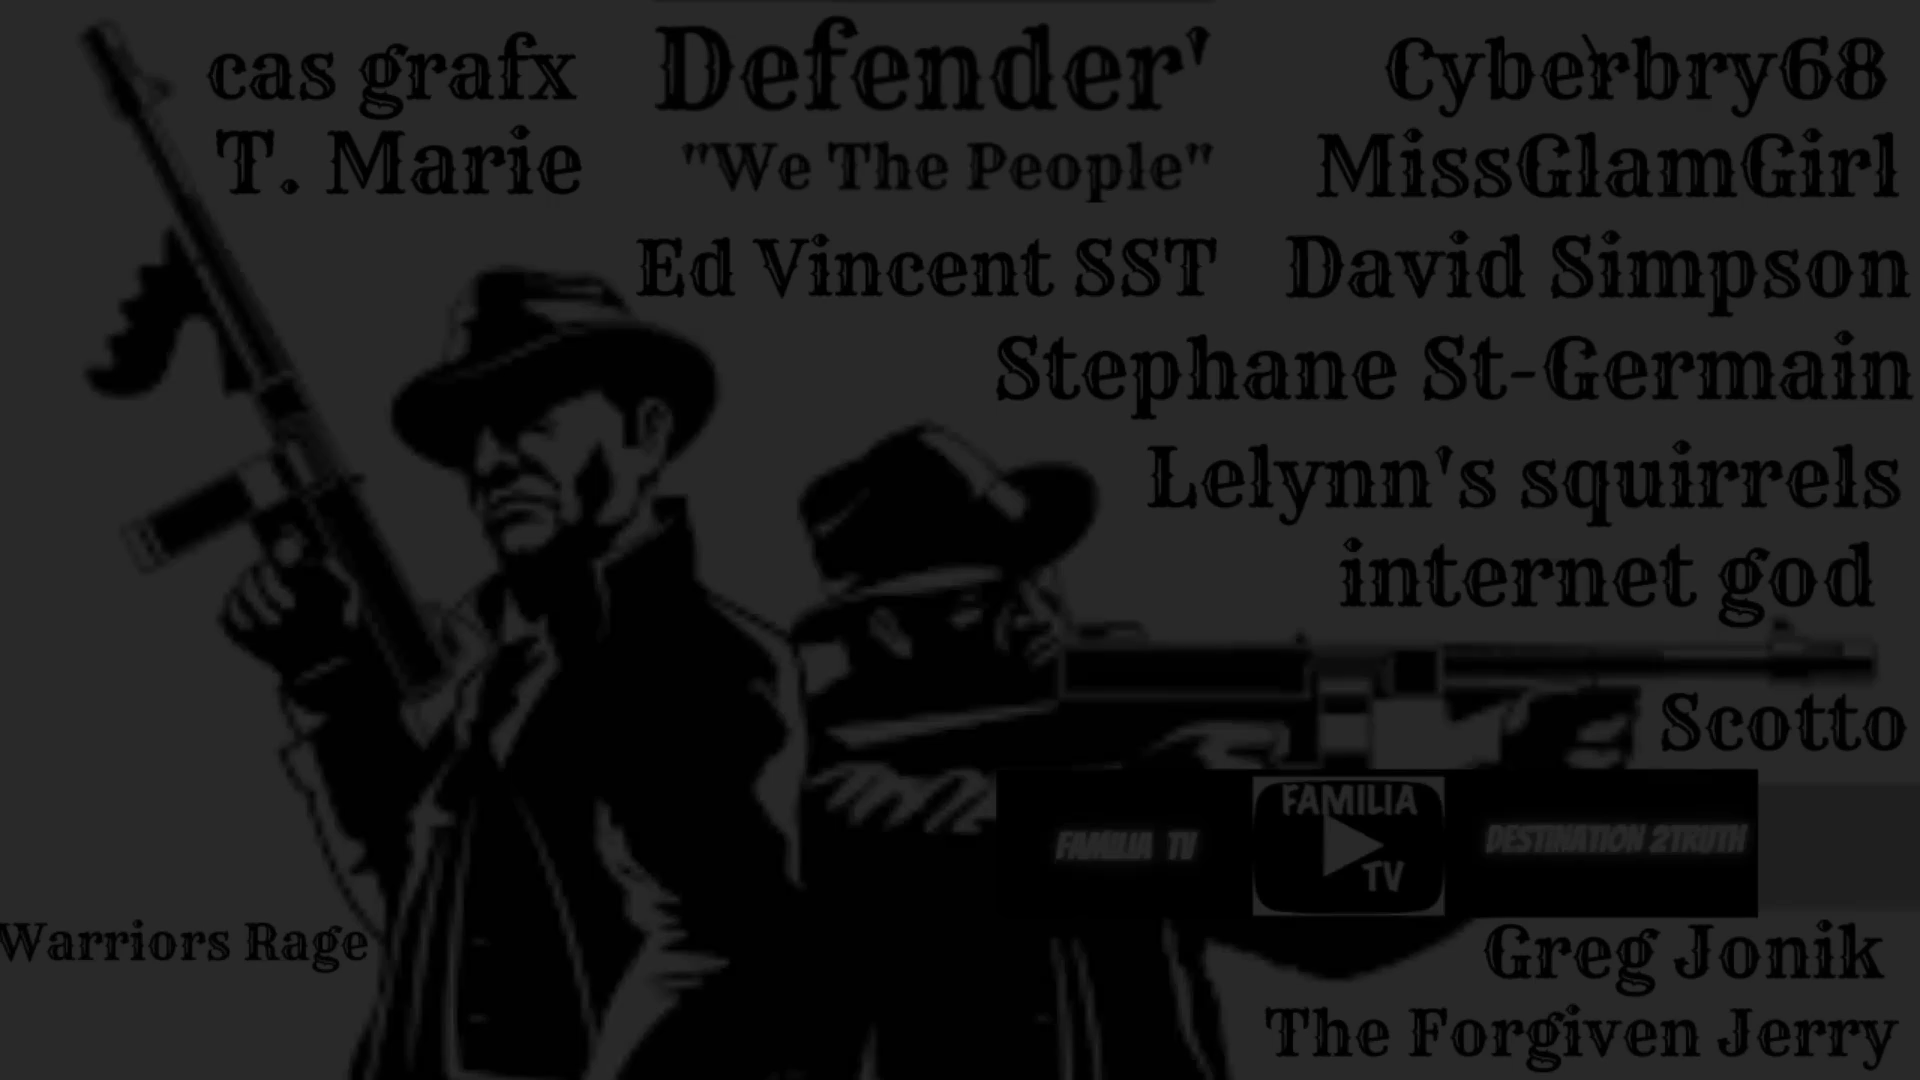 cas grafx
T. Marie
Defender'
"We The People"
Cyberbry68
MissGlamGirl
Ed Vincent SST
David Simpson
Stephane St-Germain
Lelynn's squirrels
internet god
Scotto
FAMILIA TV
FAMILIA
TV
DESTINATION 2TRUTH
Warriors Rage
Greg Jonik
The Forgiven Jerry